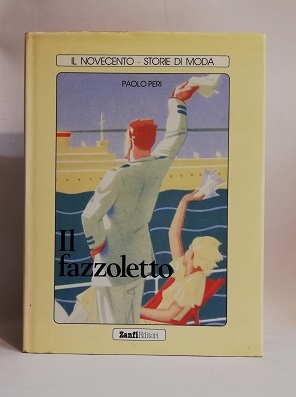 IL NOVECENTO - STORIE DI MODA
PAOLO PERI
Il
fazzoletto
Zanfi Editori